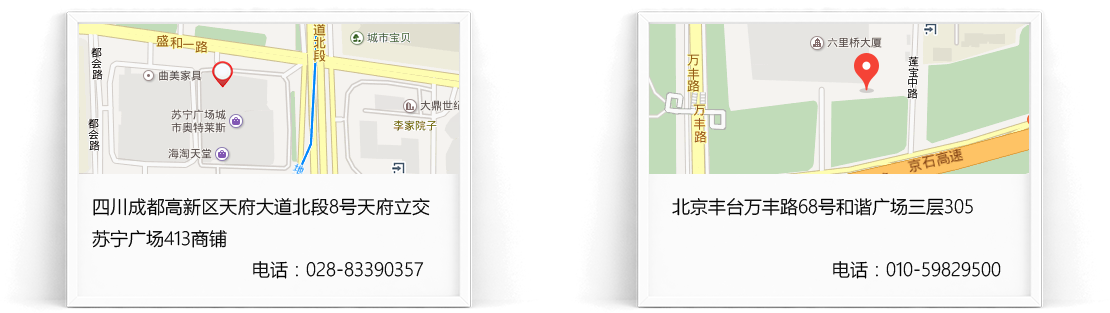 道北段
盛和一路
城市宝贝
都会路
曲美家具
大鼎世纪
苏宁广场城
市奥特莱斯
李家院子
都会路
海淘天堂
四川成都高新区天府大道北段8号天府立交
苏宁广场413商铺
电话：028-83390357
六里桥大厦
万丰路
莲宝中路
万丰路
京石高速
北京丰台万丰路68号和谐广场三层305
电话：010-59829500